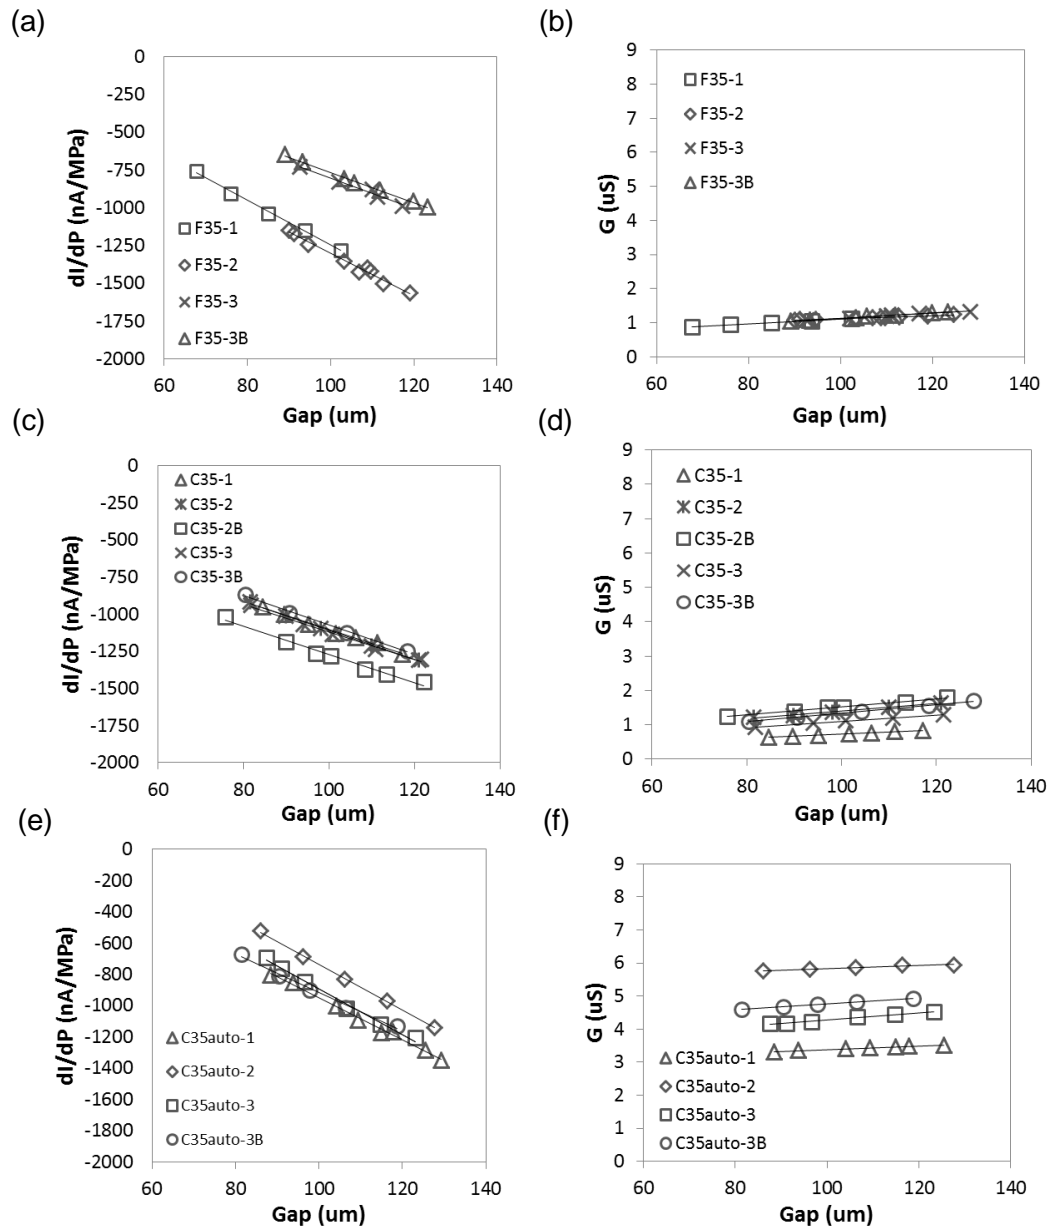 (a)
0
-250
-500
-750
-1000
-1250
-1500
-1750
-2000
dI/dP (nA/MPa)
F35-1
F35-2
F35-3
F35-3B
60 80 100 120 140
Gap (um)
(b)
9
8
7
6
5
4
3
2
1
0
G (uS)
F35-1
F35-2
F35-3
F35-3B
60 80 100 120 140
Gap (um)
(c)
0
-250
-500
-750
-1000
-1250
-1500
-1750
-2000
dI/dP (nA/MPa)
C35-1
C35-2
C35-2B
C35-3
C35-3B
60 80 100 120 140
Gap (um)
(d)
9
8
7
6
5
4
3
2
1
0
G (uS)
C35-1
C35-2
C35-2B
C35-3
C35-3B
60 80 100 120 140
Gap (um)
(e)
0
-200
-400
-600
-800
-1000
-1200
-1400
-1600
-1800
-2000
dI/dP (nA/MPa)
C35auto-1
C35auto-2
C35auto-3
C35auto-3B
60 80 100 120 140
Gap (um)
(f)
9
8
7
6
5
4
3
2
1
0
G (uS)
C35auto-1
C35auto-2
C35auto-3
C35auto-3B
60 80 100 120 140
Gap (um)